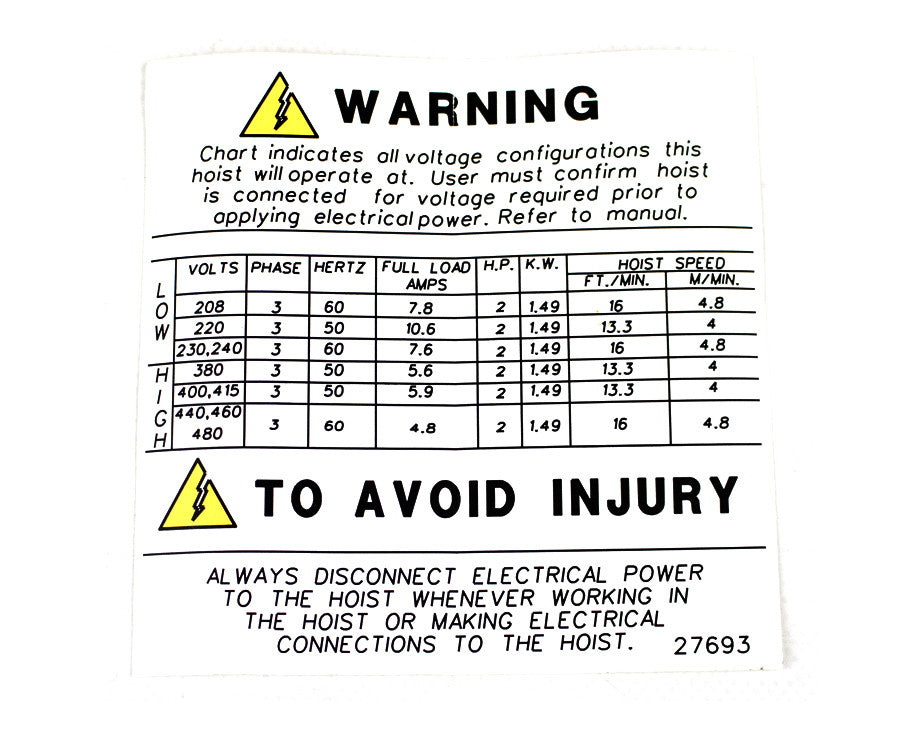 WARNING
Chart indicates all voltage configurations this
hoist will operate at. User must confirm hoist
is connected for voltage required prior to
applying electrical power. Refer to manual.
VOLTS PHASE HERTZ FULL LOAD AMPS H.P. K.W. HOIST SPEED
FT./MIN. M/MIN.
LOW
208 3 60 7.8 2 1.49 16 4.8
220 3 50 10.6 2 1.49 13.3 4
230,240 3 60 7.6 2 1.49 16 4.8
HIGH
380 3 50 5.6 2 1.49 13.3 4
400,415 3 50 5.9 2 1.49 13.3 4
440,460 480 3 60 4.8 2 1.49 16 4.8
TO AVOID INJURY
ALWAYS DISCONNECT ELECTRICAL POWER
TO THE HOIST WHENEVER WORKING IN
THE HOIST OR MAKING ELECTRICAL
CONNECTIONS TO THE HOIST. 27693